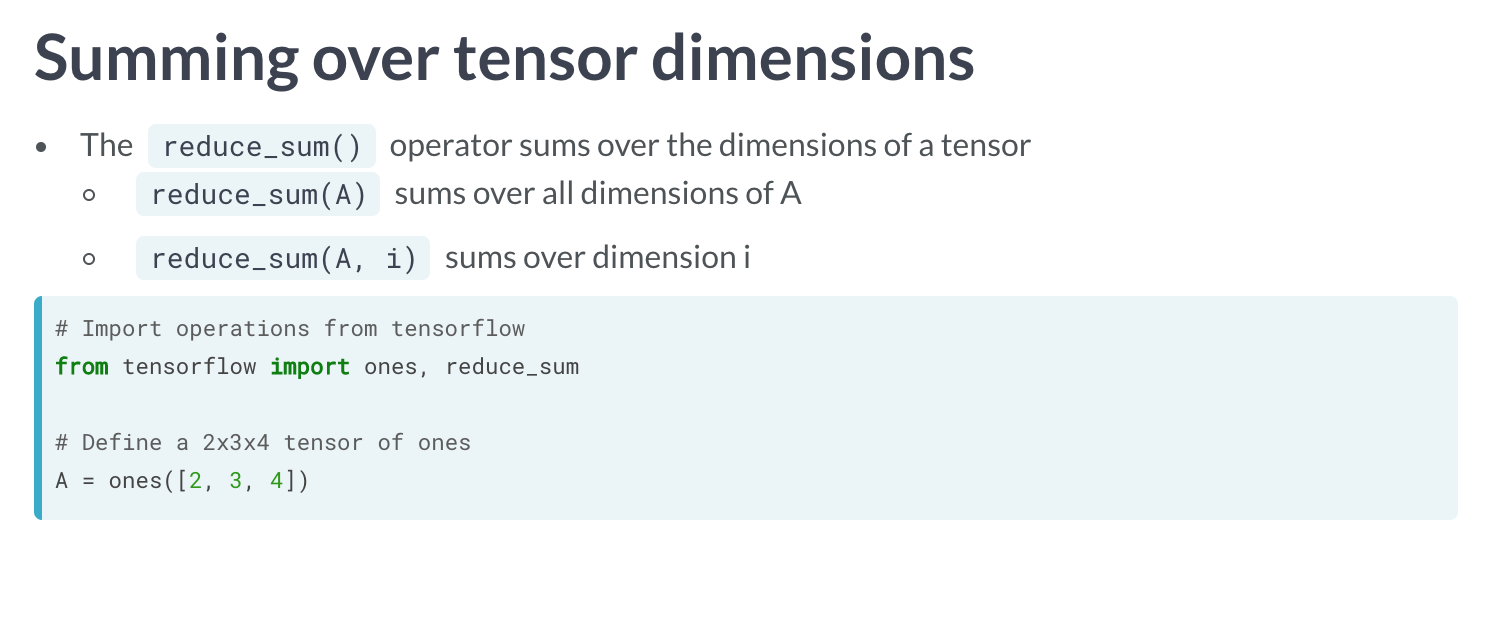 Summing over tensor dimensions
• The reduce_sum() operator sums over the dimensions of a tensor
○ reduce_sum(A) sums over all dimensions of A
○ reduce_sum(A, i) sums over dimension i
# Import operations from tensorflow
from tensorflow import ones, reduce_sum
# Define a 2x3x4 tensor of ones
A = ones([2, 3, 4])